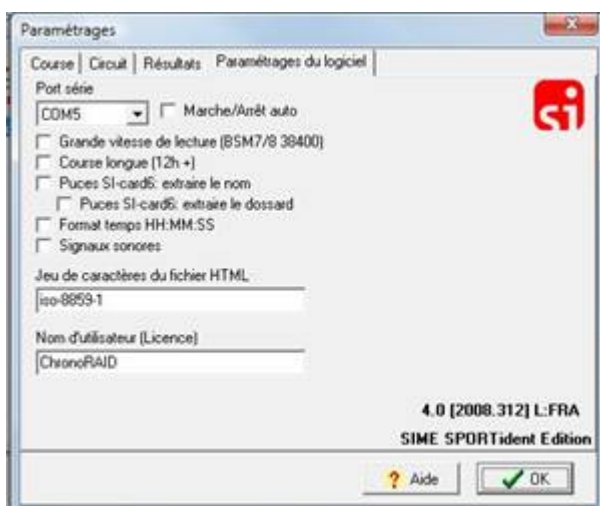 Paramétrages
Course Circuit Résultats Paramétrages du logiciel
Port série
COM5 Marche/Arrêt auto
si
Grande vitesse de lecture (BSM7/8 38400)
Course longue (12h +)
Puces SI-card6: extraire le nom
Puces SI-card6: extraire le dossard
Format temps HH:MM:SS
Signaux sonores
Jeu de caractères du fichier HTML
iso-8859-1
Nom d'utilisateur (Licence)
ChronoRAID
4.0 [2008.312] L:FRA
SIME SPORTident Edition
? Aide OK